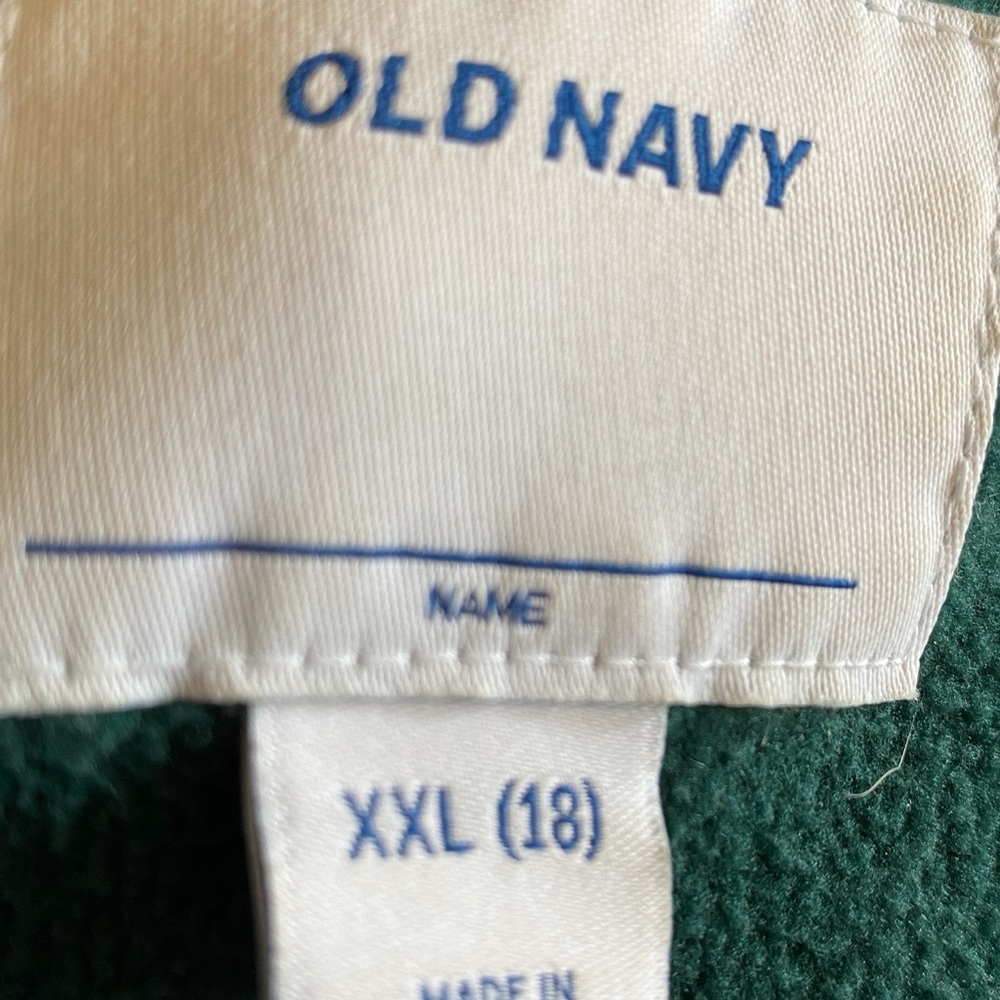 OLD NAVY
NAME
XXL (18)
MADE IN